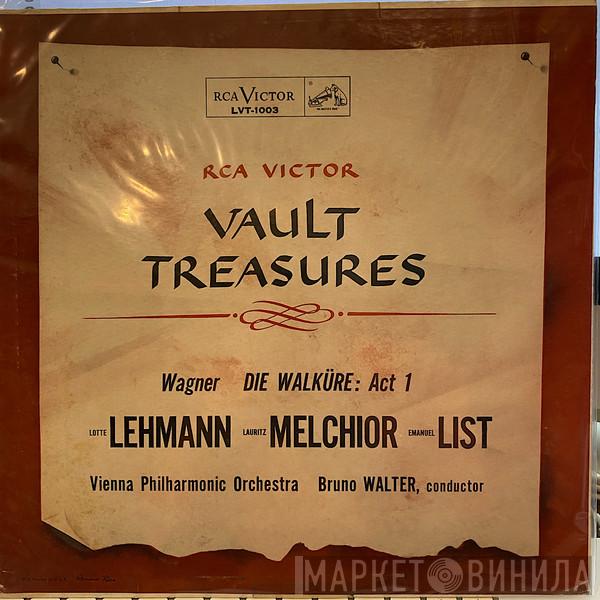 RCA VICTOR
LVT-1003
RCA VICTOR
VAULT
TREASURES
Wagner DIE WALKÜRE: Act 1
LOTTE LEHMANN LAURITZ MELCHIOR EMANUEL LIST
Vienna Philharmonic Orchestra Bruno WALTER, conductor
МАРКЕТ ВИНИЛА